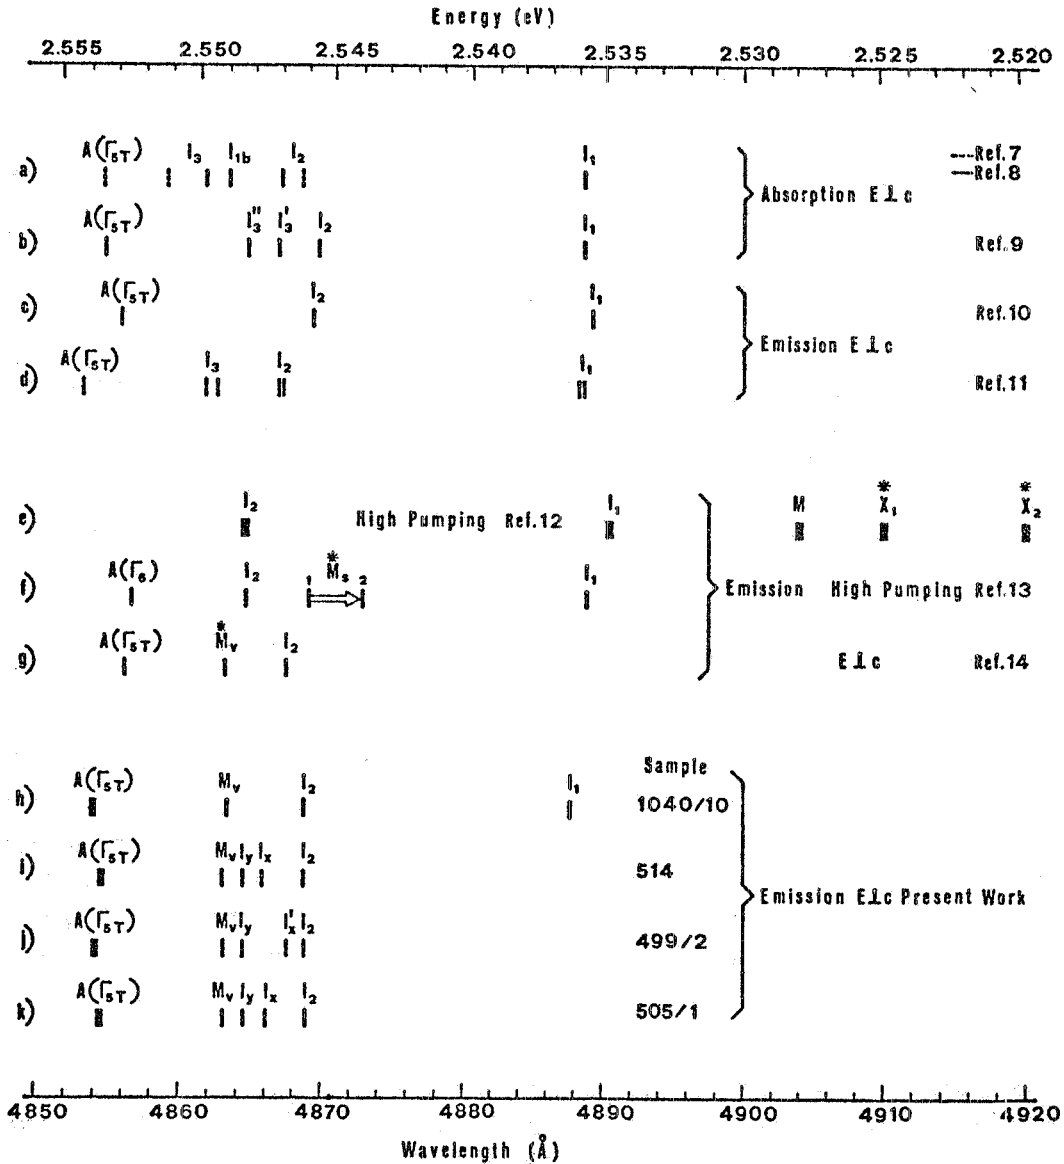 Energy (eV)
2.555 2.550 2.545 2.540 2.535 2.530 2.525 2.520
a) A(Γ5T) I3 I1b I2 I1 Ref.7
Ref.8
Absorption E⊥c
b) A(Γ5T) I3'' I3' I2 I1 Ref.9
c) A(Γ5T) I2 I1 Ref.10
Emission E⊥c
d) A(Γ5T) I3 I2 I1 Ref.11
e) I2 High Pumping Ref.12 I1 M X1* X2*
f) A(Γ6) I2 1 Ms* 2 I1 Emission High Pumping Ref.13
g) A(Γ5T) Mv* I2 E⊥c Ref.14
Sample
h) A(Γ5T) Mv I2 I1 1040/10
i) A(Γ5T) Mv Iy Ix I2 514
Emission E⊥c Present Work
j) A(Γ5T) Mv Iy Ix' I2 499/2
k) A(Γ5T) Mv Iy Ix I2 505/1
4850 4860 4870 4880 4890 4900 4910 4920
Wavelength (Å)